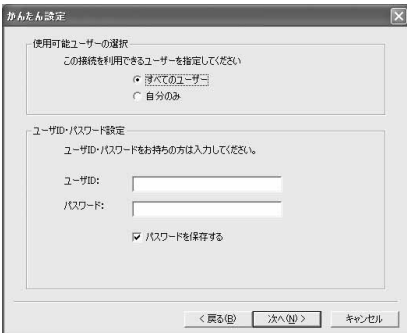 かんたん設定
使用可能ユーザーの選択
この接続を利用できるユーザーを指定してください
すべてのユーザー
自分のみ
ユーザID・パスワード設定
ユーザID・パスワードをお持ちの方は入力してください。
ユーザID:
パスワード:
パスワードを保存する
< 戻る(B) 次へ(N) > キャンセル